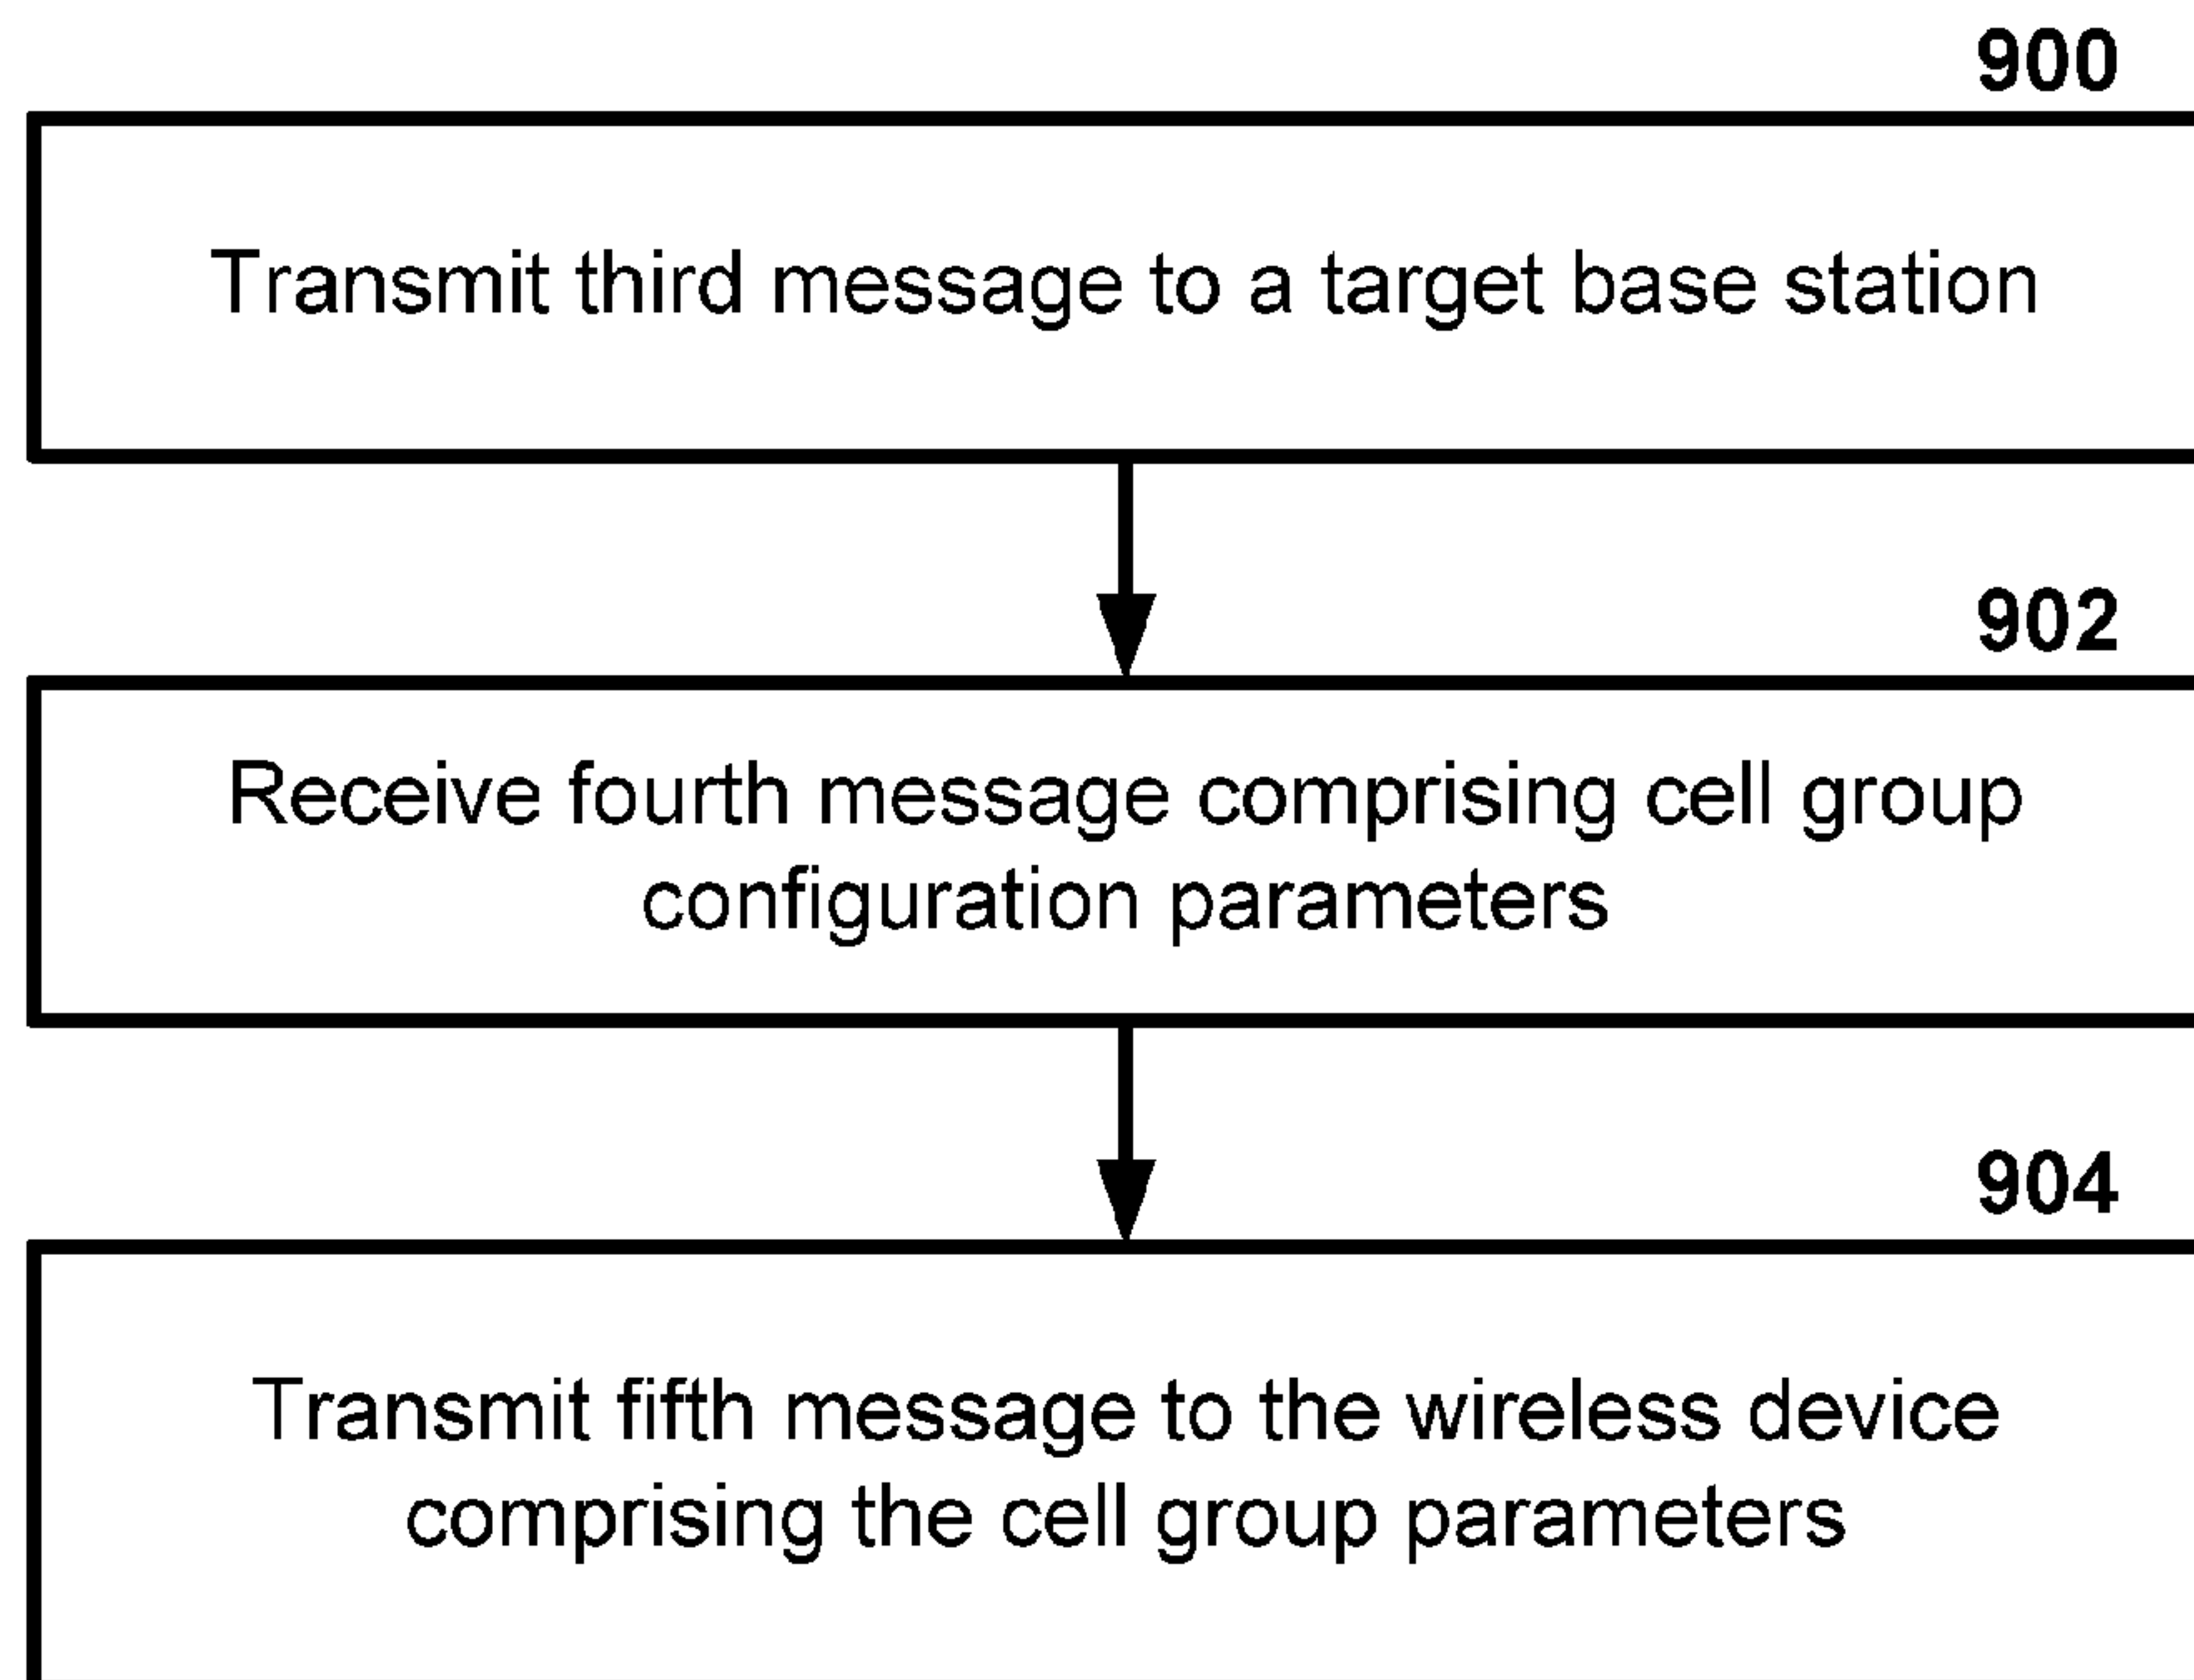 900
Transmit third message to a target base station
902
Receive fourth message comprising cell group
configuration parameters
904
Transmit fifth message to the wireless device
comprising the cell group parameters